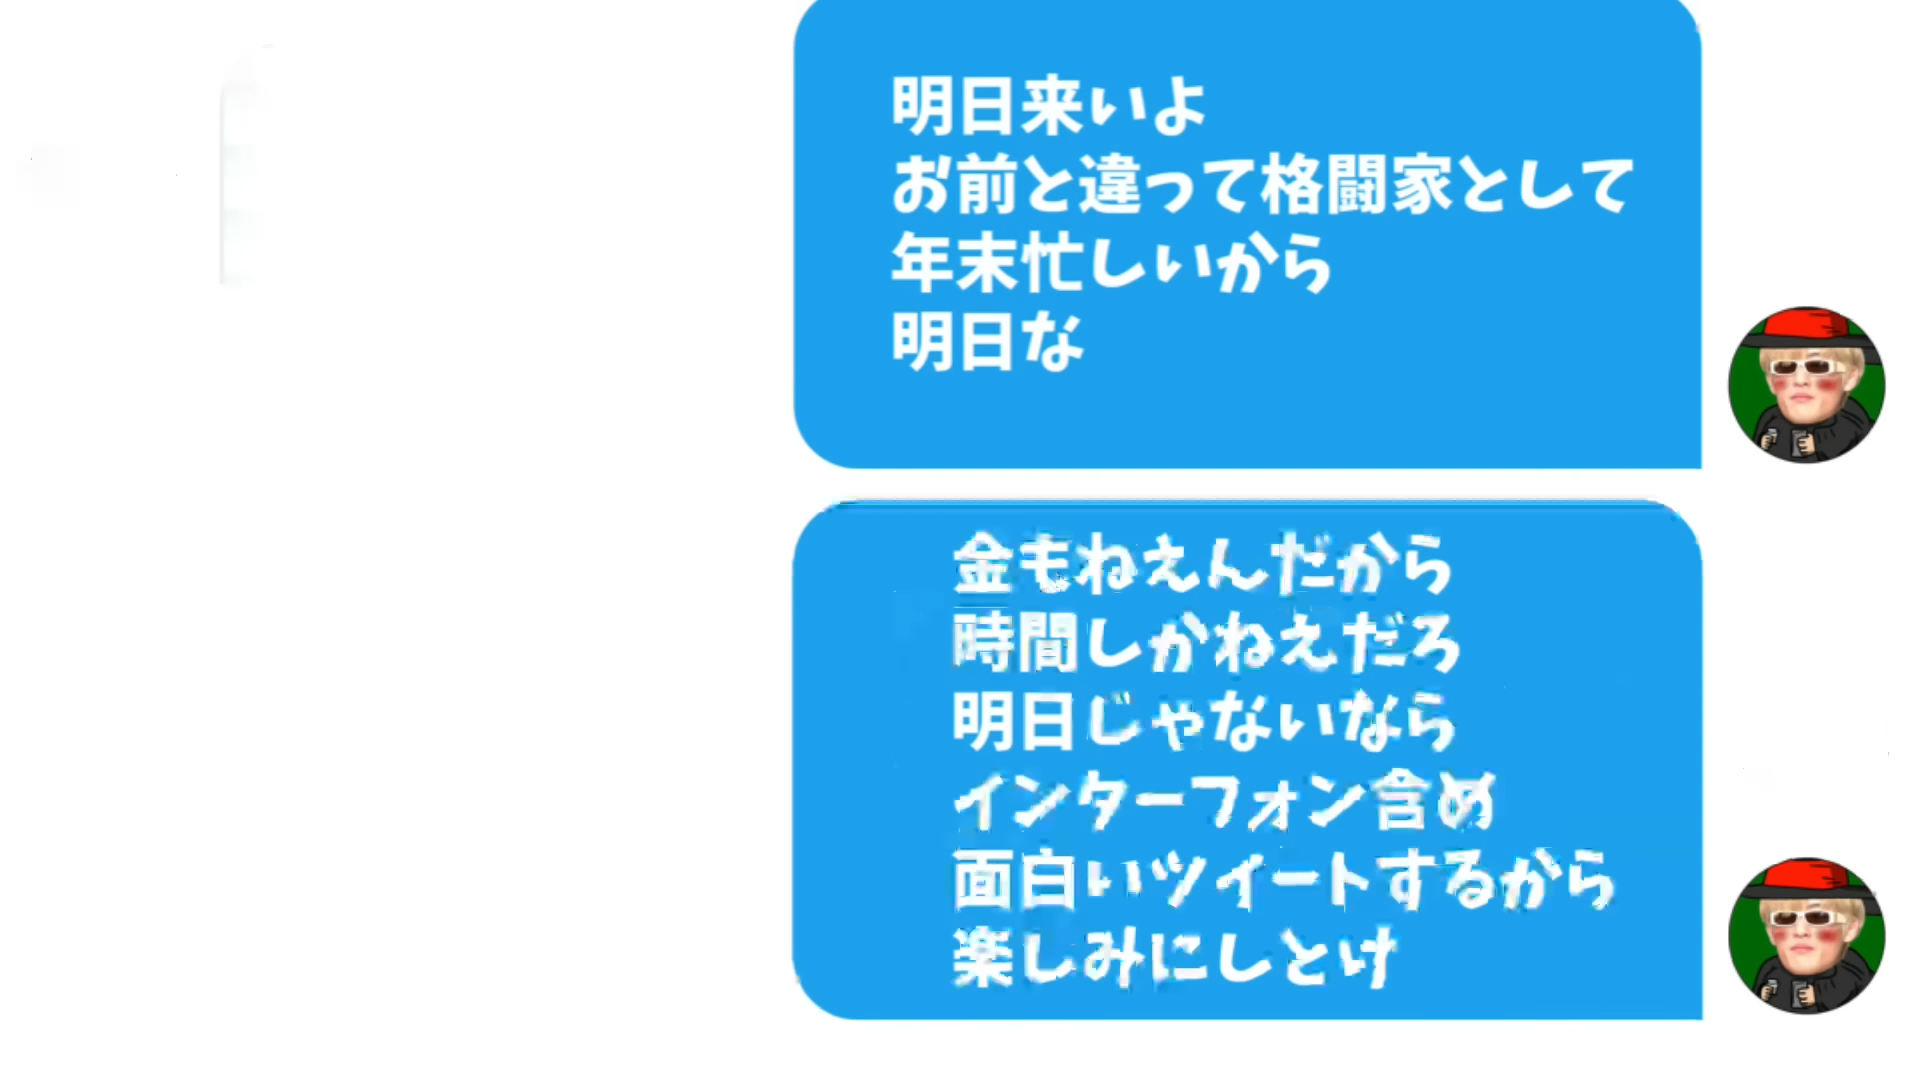 明日来いよ
お前と違って格闘家として
年末忙しいから
明日な
金もねえんだから
時間しかねえだろ
明日じゃないなら
インターフォン含め
面白いツイートするから
楽しみにしとけ